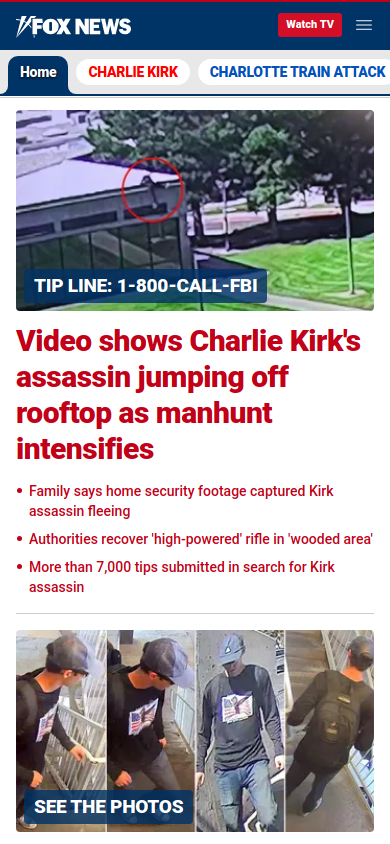 FOX NEWS
Watch TV
Home
CHARLIE KIRK
CHARLOTTE TRAIN ATTACK
TIP LINE: 1-800-CALL-FBI
Video shows Charlie Kirk's
assassin jumping off
rooftop as manhunt
intensifies
• Family says home security footage captured Kirk
assassin fleeing
• Authorities recover 'high-powered' rifle in 'wooded area'
• More than 7,000 tips submitted in search for Kirk
assassin
SEE THE PHOTOS